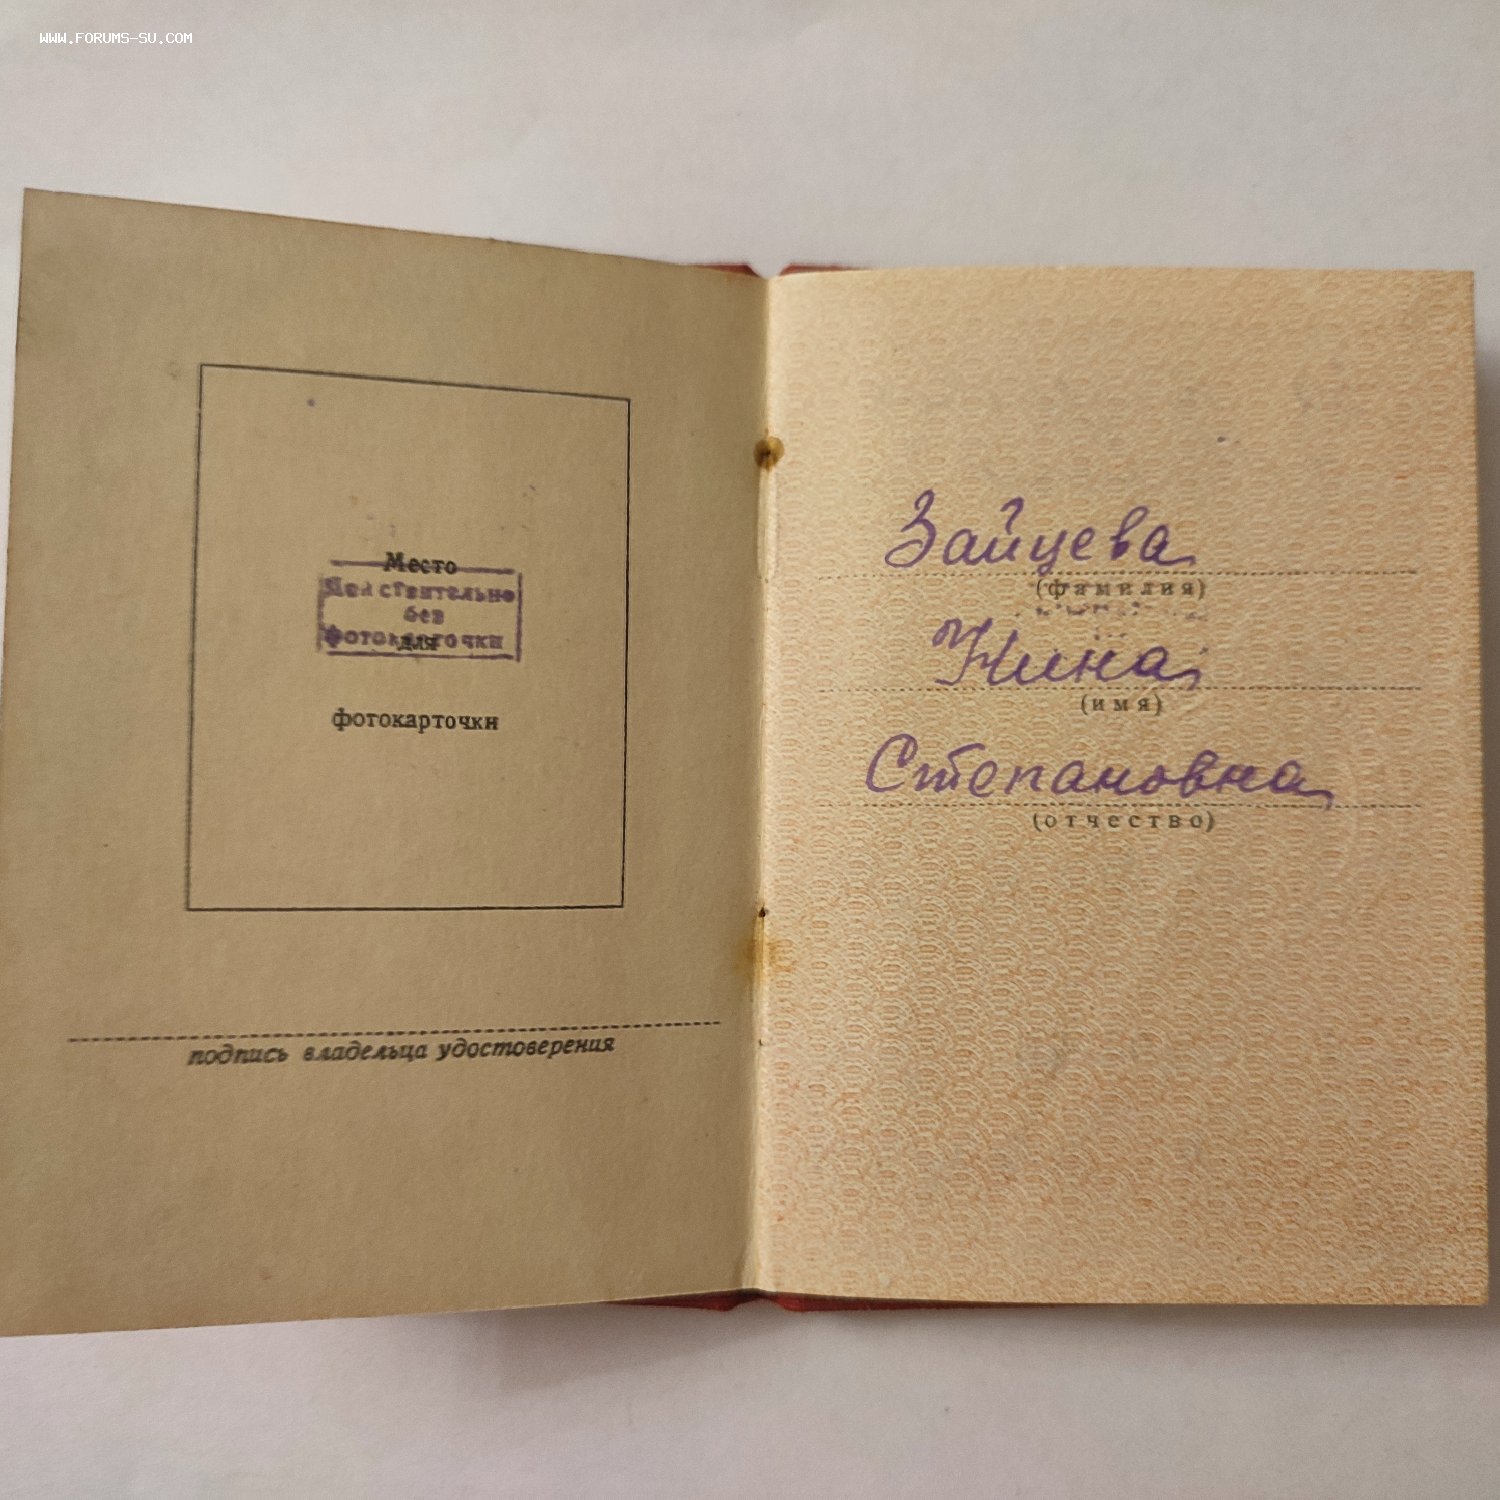 WWW.FORUMS-SU.COM
Место
Действительно
без
фотокарточки
для
фотокарточки
подпись владельца удостоверения
Зайцева
(фамилия)
Нина
(имя)
Степановна
(отчество)